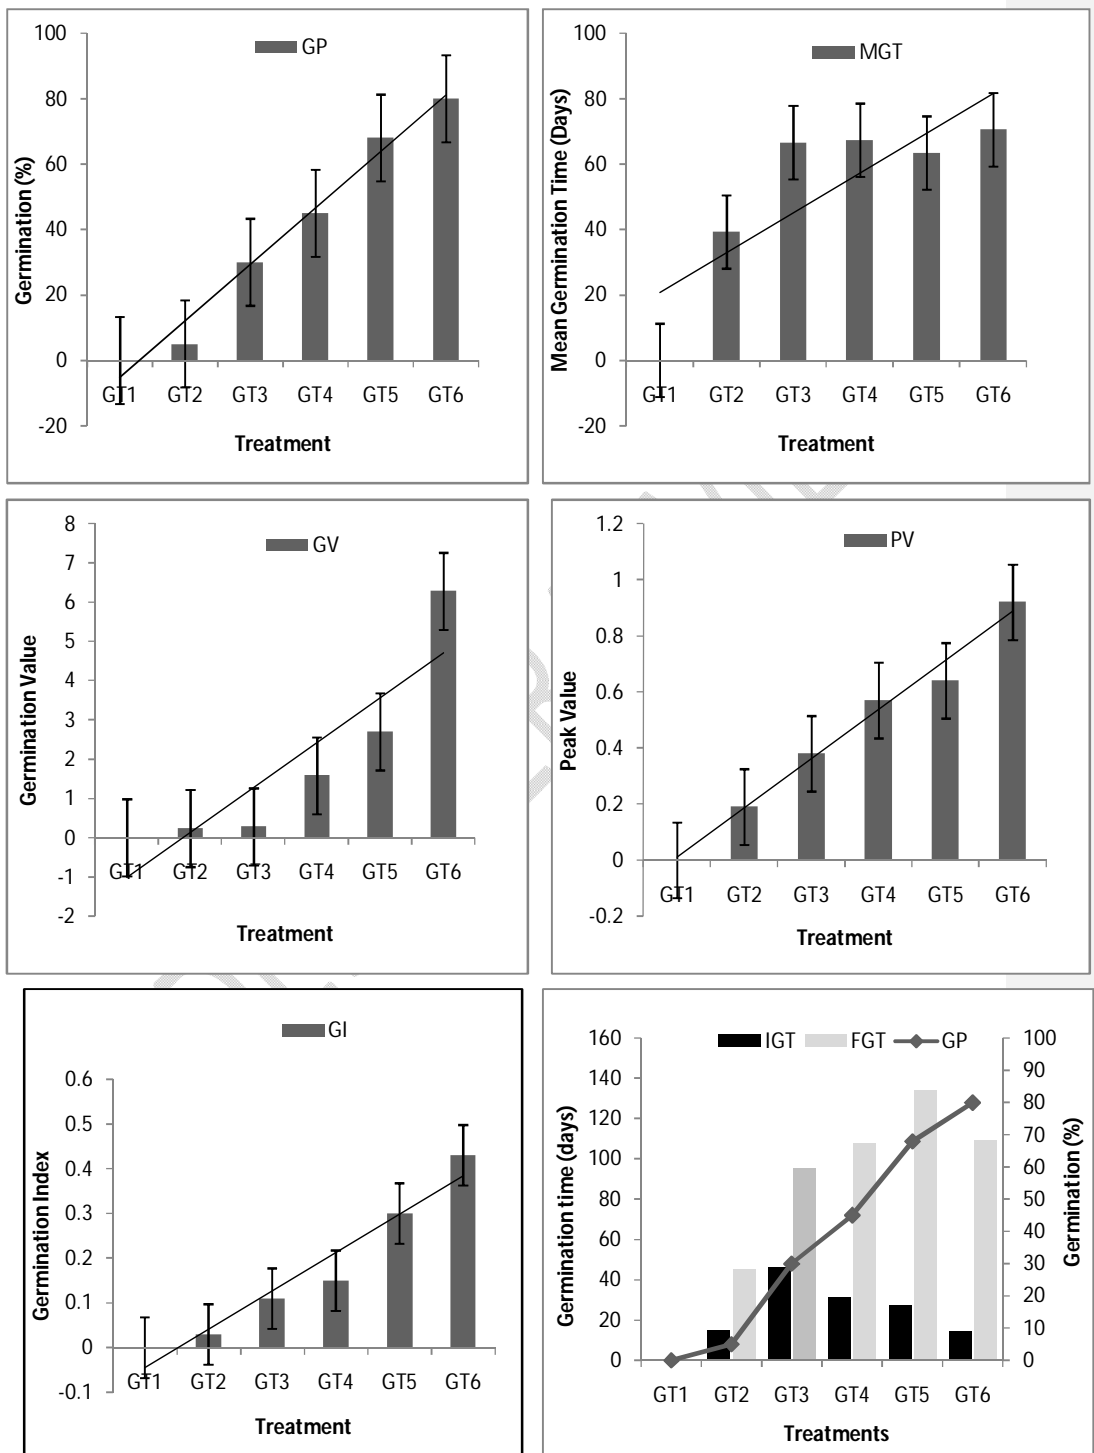 GP
100
80
60
40
20
0
-20
Germination (%)
GT1 GT2 GT3 GT4 GT5 GT6
Treatment
MGT
100
80
60
40
20
0
-20
Mean Germination Time (Days)
GT1 GT2 GT3 GT4 GT5 GT6
Treatment
GV
8
7
6
5
4
3
2
1
0
-1
-2
Germination Value
GT1 GT2 GT3 GT4 GT5 GT6
Treatment
PV
1.2
1
0.8
0.6
0.4
0.2
0
-0.2
Peak Value
GT1 GT2 GT3 GT4 GT5 GT6
Treatment
GI
0.6
0.5
0.4
0.3
0.2
0.1
0
-0.1
Germination Index
GT1 GT2 GT3 GT4 GT5 GT6
Treatment
IGT FGT GP
160
140
120
100
80
60
40
20
0
Germination time (days)
100
90
80
70
60
50
40
30
20
10
0
Germination (%)
GT1 GT2 GT3 GT4 GT5 GT6
Treatments